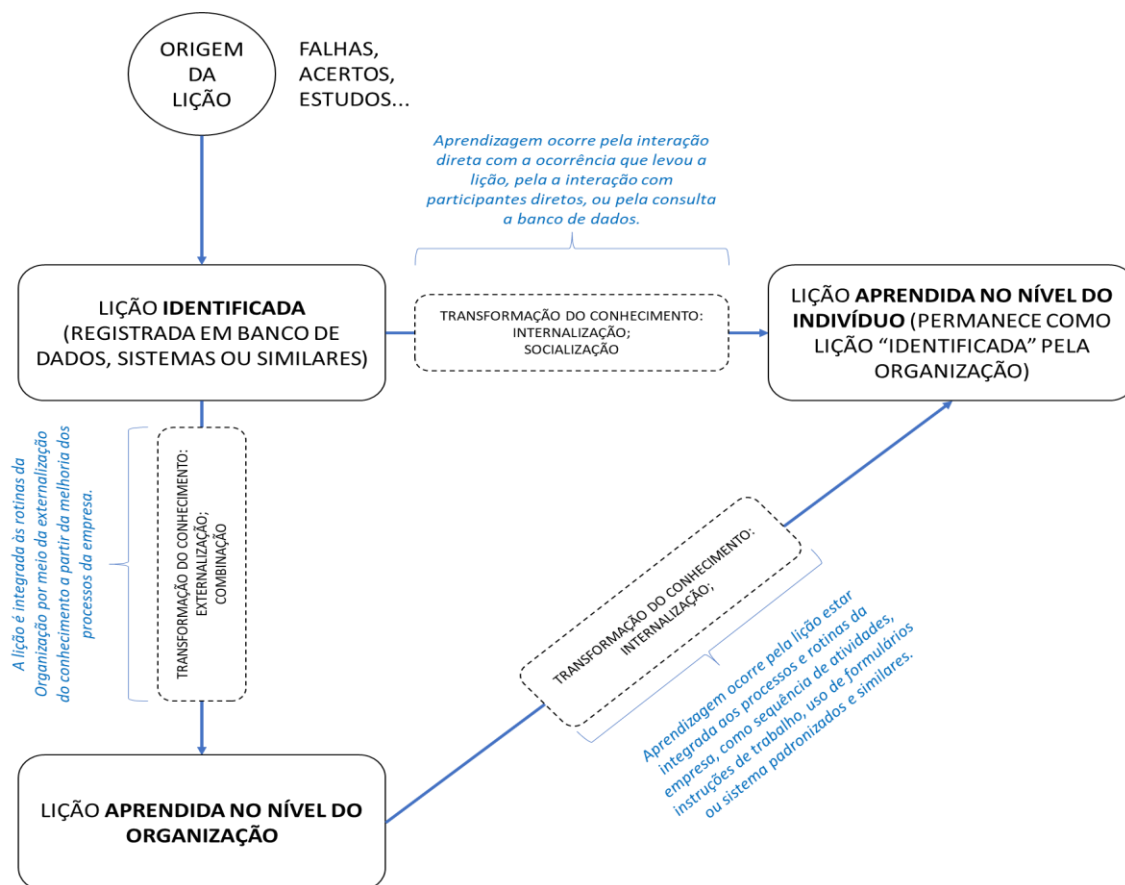 ORIGEM
DA
LIÇÃO
FALHAS,
ACERTOS,
ESTUDOS...
Aprendizagem ocorre pela interação
direta com a ocorrência que levou a
lição, pela a interação com
participantes diretos, ou pela consulta
a banco de dados.
LIÇÃO IDENTIFICADA
(REGISTRADA EM BANCO DE
DADOS, SISTEMAS OU SIMILARES)
TRANSFORMAÇÃO DO CONHECIMENTO:
INTERNALIZAÇÃO;
SOCIALIZAÇÃO
LIÇÃO APRENDIDA NO NÍVEL DO
INDIVÍDUO (PERMANECE COMO
LIÇÃO “IDENTIFICADA” PELA
ORGANIZAÇÃO)
A lição é integrada às rotinas da
Organização por meio da externalização
do conhecimento a partir da melhoria dos
processos da empresa.
TRANSFORMAÇÃO DO CONHECIMENTO:
EXTERNALIZAÇÃO;
COMBINAÇÃO
TRANSFORMAÇÃO DO CONHECIMENTO:
INTERNALIZAÇÃO;
Aprendizagem ocorre pela lição estar
integrada aos processos e rotinas da
empresa, como sequência de atividades,
instruções de trabalho, uso de formulários
ou sistema padronizados e similares.
LIÇÃO APRENDIDA NO NÍVEL DO
ORGANIZAÇÃO